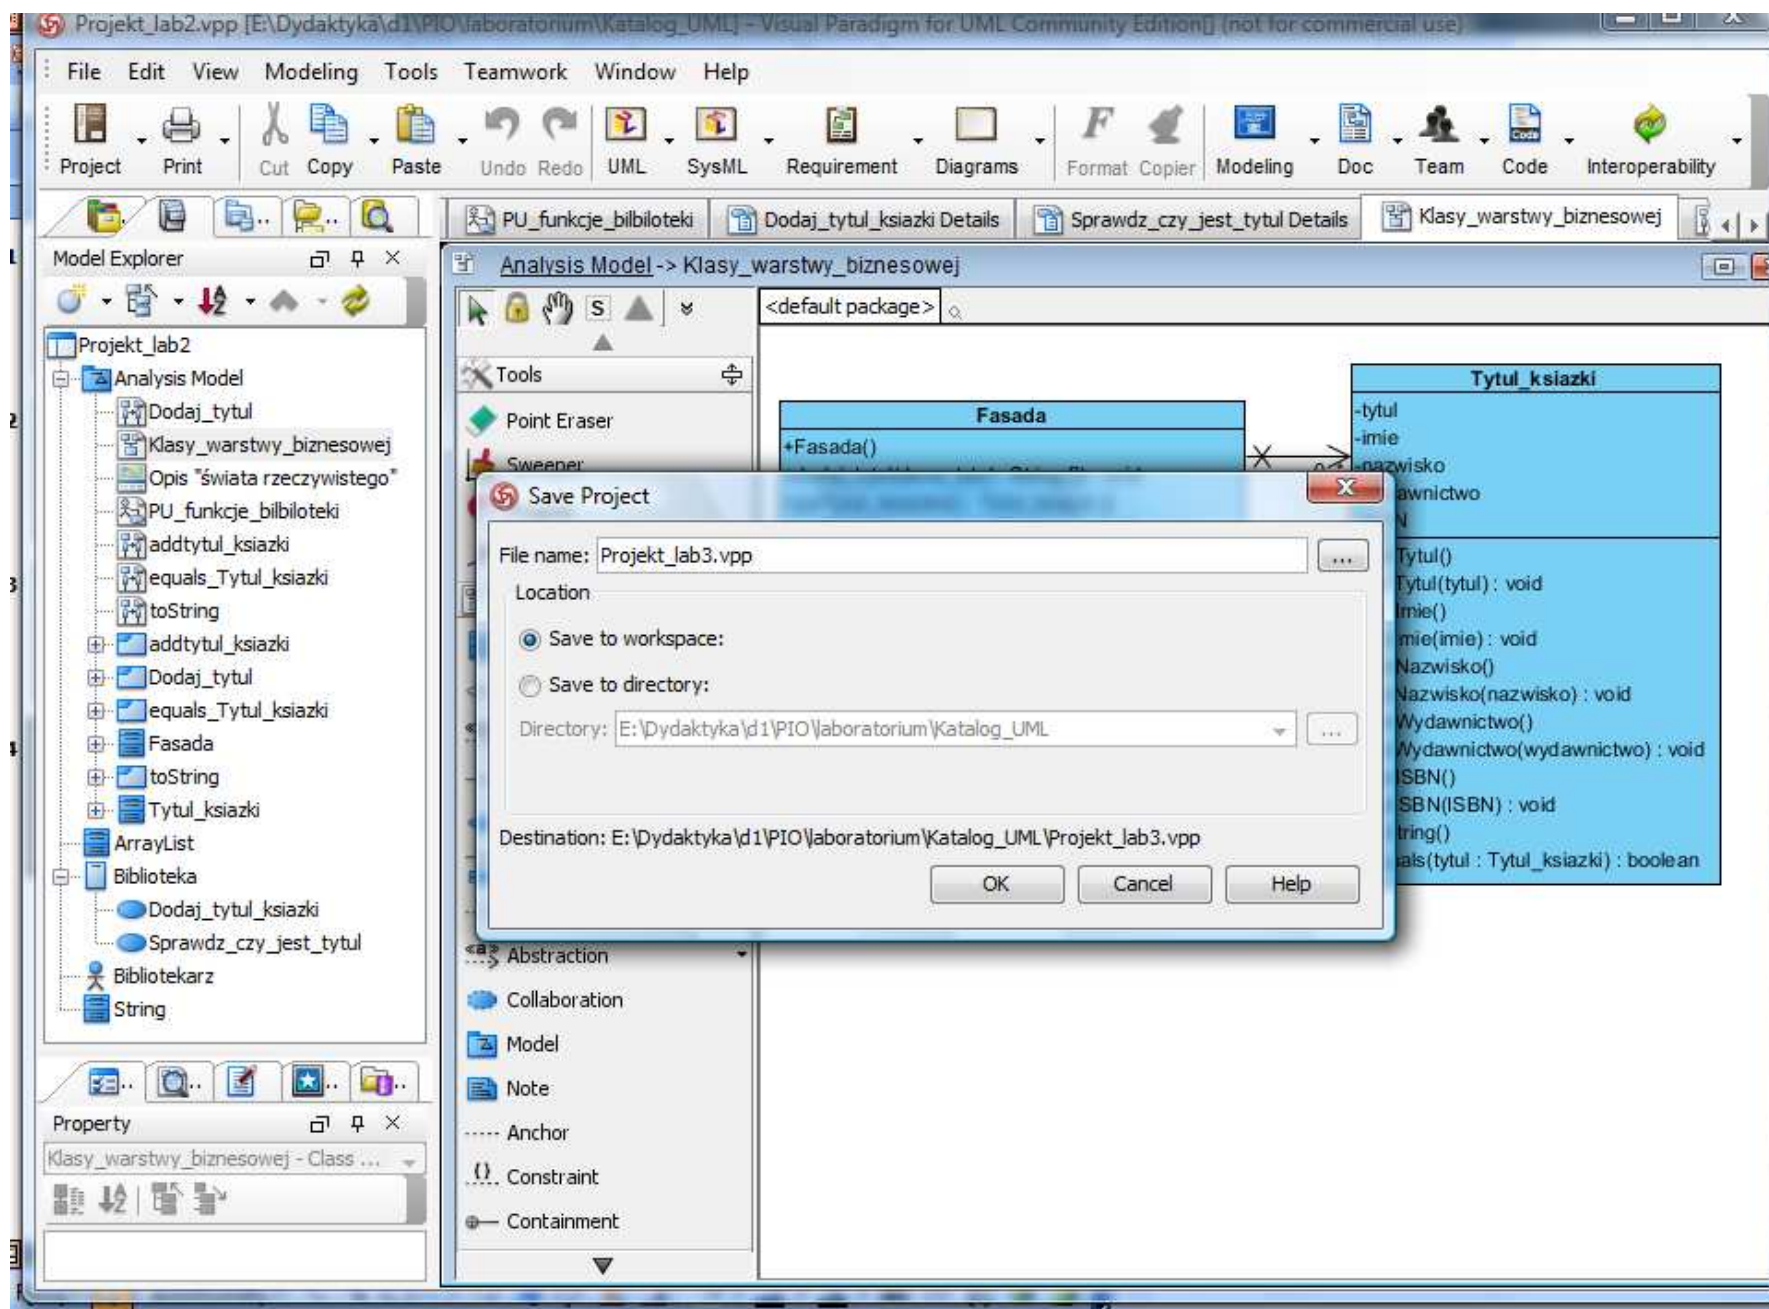 Projekt_lab2.vpp [E:\Dydaktyka\d1\PIO\laboratorium\Katalog_UML] - Visual Paradigm for UML Community Edition[] (not for commercial use)
File Edit View Modeling Tools Teamwork Window Help
Project Print Cut Copy Paste Undo Redo UML SysML Requirement Diagrams Format Copier Modeling Doc Team Code Interoperability
PU_funkcje_bilbiloteki Dodaj_tytul_ksiazki Details Sprawdz_czy_jest_tytul Details Klasy_warstwy_biznesowej
Model Explorer
Projekt_lab2
Analysis Model
Dodaj_tytul
Klasy_warstwy_biznesowej
Opis "świata rzeczywistego"
PU_funkcje_bilbiloteki
addtytul_ksiazki
equals_Tytul_ksiazki
toString
addtytul_ksiazki
Dodaj_tytul
equals_Tytul_ksiazki
Fasada
toString
Tytul_ksiazki
ArrayList
Biblioteka
Dodaj_tytul_ksiazki
Sprawdz_czy_jest_tytul
Bibliotekarz
String
Property
Klasy_warstwy_biznesowej - Class ...
Analysis Model -> Klasy_warstwy_biznesowej
S
<default package>
Tools
Point Eraser
Sweeper
Abstraction
Collaboration
Model
Note
Anchor
Constraint
Containment
Fasada
+Fasada()
Tytul_ksiazki
-tytul
-imie
-nazwisko
awnictwo
N
Tytul()
Tytul(tytul) : void
Imie()
mie(imie) : void
Nazwisko()
Nazwisko(nazwisko) : void
Wydawnictwo()
Wydawnictwo(wydawnictwo) : void
ISBN()
SBN(ISBN) : void
tring()
als(tytul : Tytul_ksiazki) : boolean
Save Project
File name: Projekt_lab3.vpp ...
Location
Save to workspace:
Save to directory:
Directory: E:\Dydaktyka\d1\PIO\laboratorium\Katalog_UML ...
Destination: E:\Dydaktyka\d1\PIO\laboratorium\Katalog_UML\Projekt_lab3.vpp
OK Cancel Help